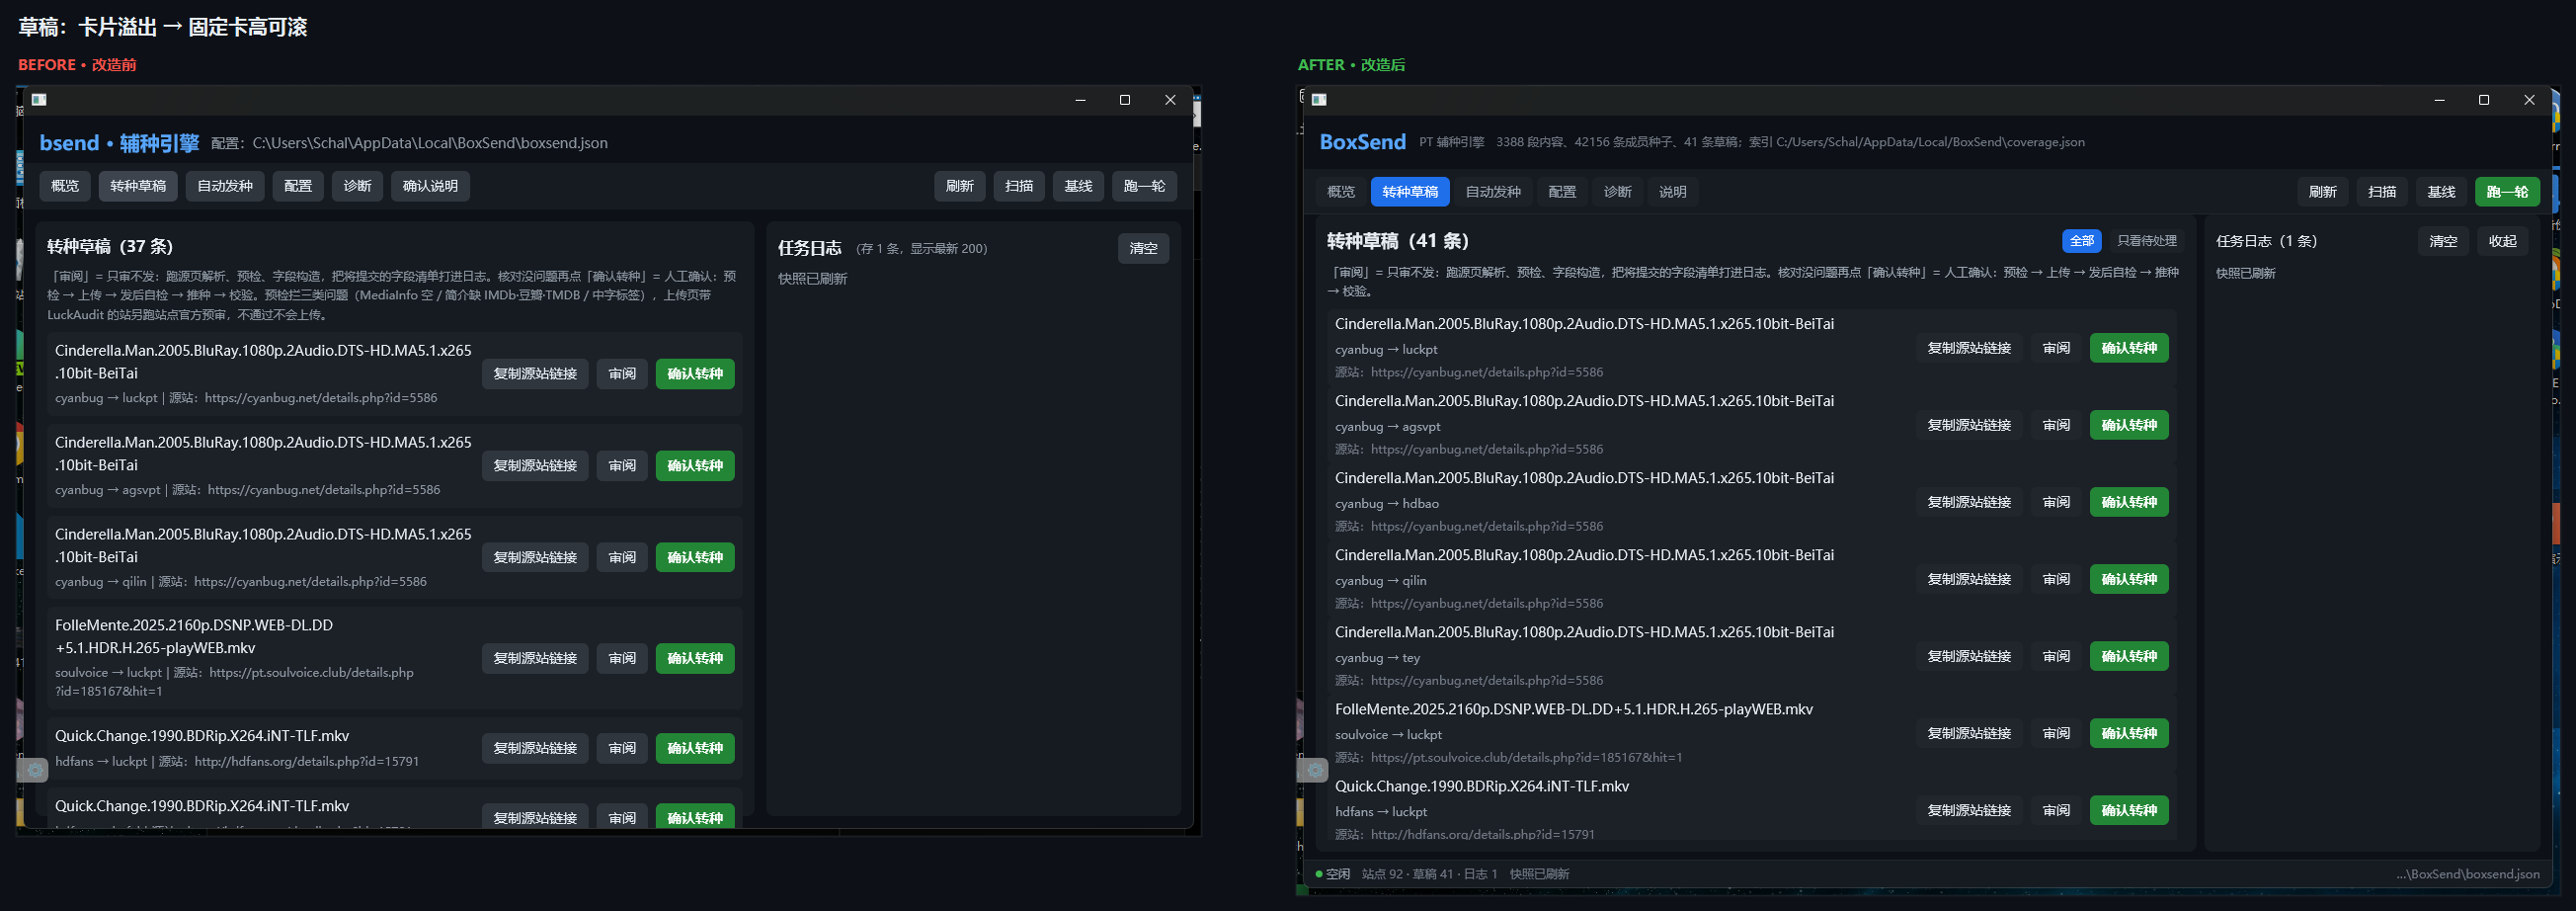 草稿：卡片溢出 → 固定卡高可滚
BEFORE • 改造前
bsend • 辅种引擎 配置：C:\Users\Schal\AppData\Local\BoxSend\boxsend.json
概览 转种草稿 自动发种 配置 诊断 确认说明 刷新 扫描 基线 跑一轮
转种草稿（37 条）
「审阅」= 只审不发：跑源页解析、预检、字段构造，把将提交的字段清单打进日志。核对没问题再点「确认转种」= 人工确认：预
检 → 上传 → 发后自检 → 推种 → 校验。预检拦三类问题（MediaInfo 空 / 简介缺 IMDb·豆瓣·TMDB / 中字标签），上传页带
LuckAudit 的站另跑站点官方预审，不通过不会上传。
Cinderella.Man.2005.BluRay.1080p.2Audio.DTS-HD.MA5.1.x265
.10bit-BeiTai
cyanbug → luckpt | 源站：https://cyanbug.net/details.php?id=5586
复制源站链接 审阅 确认转种
Cinderella.Man.2005.BluRay.1080p.2Audio.DTS-HD.MA5.1.x265
.10bit-BeiTai
cyanbug → agsvpt | 源站：https://cyanbug.net/details.php?id=5586
复制源站链接 审阅 确认转种
Cinderella.Man.2005.BluRay.1080p.2Audio.DTS-HD.MA5.1.x265
.10bit-BeiTai
cyanbug → qilin | 源站：https://cyanbug.net/details.php?id=5586
复制源站链接 审阅 确认转种
FolleMente.2025.2160p.DSNP.WEB-DL.DD
+5.1.HDR.H.265-playWEB.mkv
soulvoice → luckpt | 源站：https://pt.soulvoice.club/details.php
?id=185167&hit=1
复制源站链接 审阅 确认转种
Quick.Change.1990.BDRip.X264.iNT-TLF.mkv
hdfans → luckpt | 源站：http://hdfans.org/details.php?id=15791
复制源站链接 审阅 确认转种
Quick.Change.1990.BDRip.X264.iNT-TLF.mkv
复制源站链接 审阅 确认转种
任务日志 （存 1 条，显示最新 200） 清空
快照已刷新
AFTER • 改造后
BoxSend PT 辅种引擎 3388 段内容、42156 条成员种子、41 条草稿；索引 C:/Users/Schal/AppData/Local/BoxSend\coverage.json
概览 转种草稿 自动发种 配置 诊断 说明 刷新 扫描 基线 跑一轮
转种草稿（41 条） 全部 只看待处理
「审阅」= 只审不发：跑源页解析、预检、字段构造，把将提交的字段清单打进日志。核对没问题再点「确认转种」= 人工确认：预检 → 上传 → 发后自检 → 推种
→ 校验。
Cinderella.Man.2005.BluRay.1080p.2Audio.DTS-HD.MA5.1.x265.10bit-BeiTai
cyanbug → luckpt
源站：https://cyanbug.net/details.php?id=5586
复制源站链接 审阅 确认转种
Cinderella.Man.2005.BluRay.1080p.2Audio.DTS-HD.MA5.1.x265.10bit-BeiTai
cyanbug → agsvpt
源站：https://cyanbug.net/details.php?id=5586
复制源站链接 审阅 确认转种
Cinderella.Man.2005.BluRay.1080p.2Audio.DTS-HD.MA5.1.x265.10bit-BeiTai
cyanbug → hdbao
源站：https://cyanbug.net/details.php?id=5586
复制源站链接 审阅 确认转种
Cinderella.Man.2005.BluRay.1080p.2Audio.DTS-HD.MA5.1.x265.10bit-BeiTai
cyanbug → qilin
源站：https://cyanbug.net/details.php?id=5586
复制源站链接 审阅 确认转种
Cinderella.Man.2005.BluRay.1080p.2Audio.DTS-HD.MA5.1.x265.10bit-BeiTai
cyanbug → tey
源站：https://cyanbug.net/details.php?id=5586
复制源站链接 审阅 确认转种
FolleMente.2025.2160p.DSNP.WEB-DL.DD+5.1.HDR.H.265-playWEB.mkv
soulvoice → luckpt
源站：https://pt.soulvoice.club/details.php?id=185167&hit=1
复制源站链接 审阅 确认转种
Quick.Change.1990.BDRip.X264.iNT-TLF.mkv
hdfans → luckpt
源站：http://hdfans.org/details.php?id=15791
复制源站链接 审阅 确认转种
任务日志（1 条） 清空 收起
快照已刷新
空闲 站点 92 · 草稿 41 · 日志 1 快照已刷新 ...\BoxSend\boxsend.json